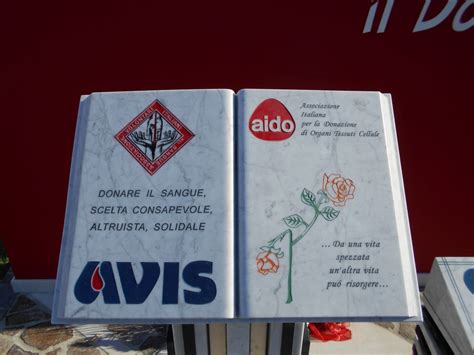 il Do
DONARE IL SANGUE,
SCELTA CONSAPEVOLE,
ALTRUISTA, SOLIDALE
AVIS
aido
Associazione
Italiana
per la Donazione
di Organi Tessuti Cellule
... Da una vita
spezzata
un'altra vita
può risorgere...